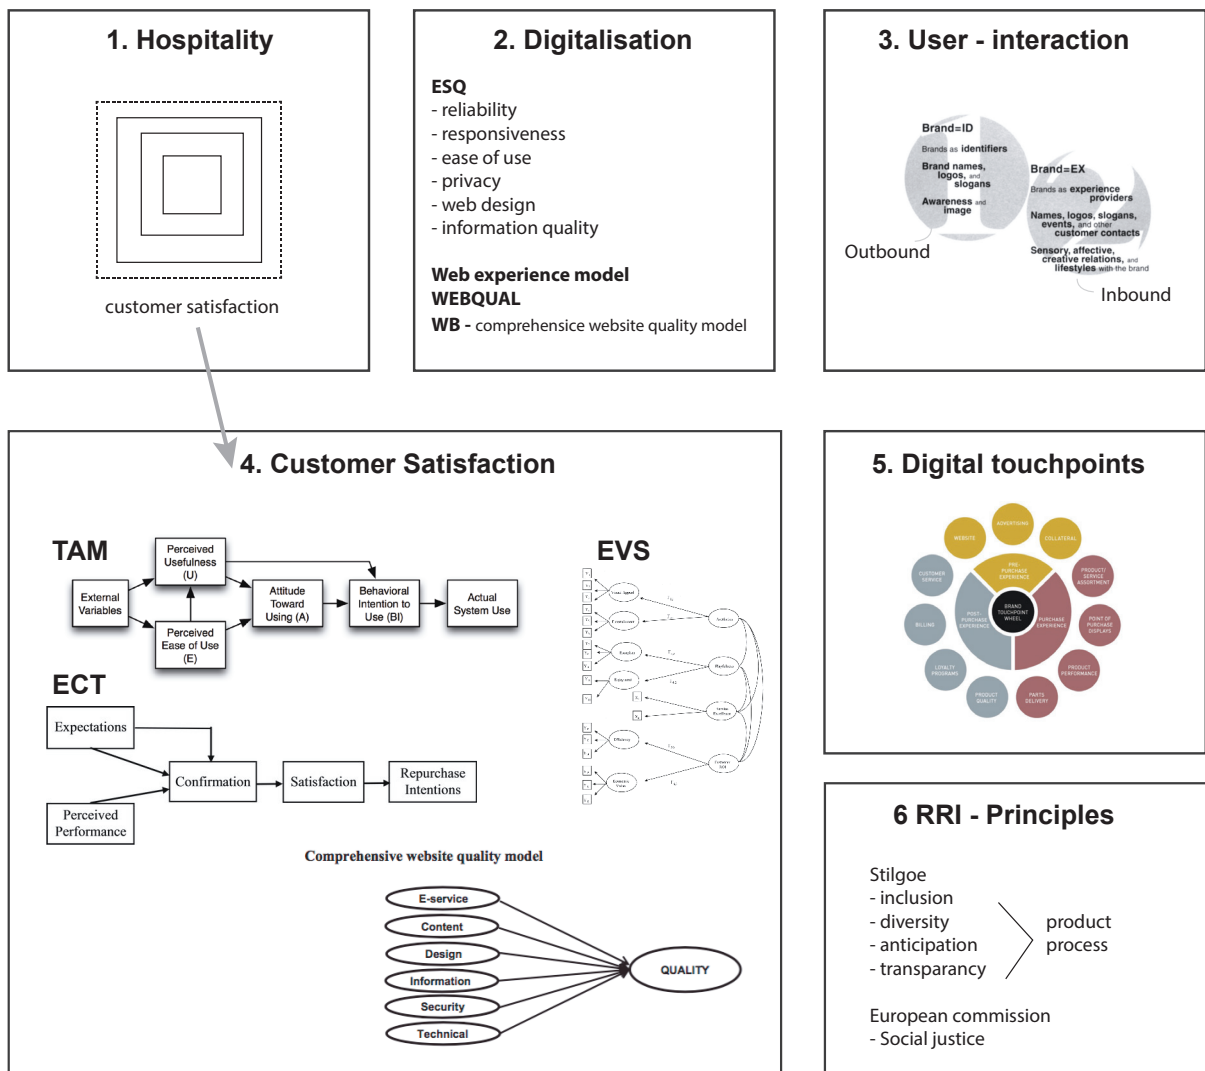 1. Hospitality
customer satisfaction
2. Digitalisation
ESQ
- reliability
- responsiveness
- ease of use
- privacy
- web design
- information quality
Web experience model
WEBQUAL
WB - comprehensice website quality model
3. User - interaction
Brand=ID
Brands as identifiers
Brand names,
logos, and
slogans
Awareness and
image
Outbound
Brand=EX
Brands as experience
providers
Names, logos, slogans,
events, and other
customer contacts
Sensory, affective,
creative relations, and
lifestyles with the brand
Inbound
4. Customer Satisfaction
TAM
External
Variables
Perceived
Usefulness
(U)
Perceived
Ease of Use
(E)
Attitude
Toward
Using (A)
Behavioral
Intention to
Use (BI)
Actual
System Use
ECT
Expectations
Perceived
Performance
Confirmation
Satisfaction
Repurchase
Intentions
EVS
Visual Appeal
Efficiency
Comprehensive website quality model
E-service
Content
Design
Information
Security
Technical
QUALITY
5. Digital touchpoints
WEBSITE
ADVERTISING
COLLATERAL
CUSTOMER
SERVICE
PRE-
PURCHASE
EXPERIENCE
PRODUCT/
SERVICE
ASSORTMENT
BILLING
POST-
PURCHASE
EXPERIENCE
BRAND
TOUCHPOINT
WHEEL
PURCHASE
EXPERIENCE
POINT OF
PURCHASE
DISPLAYS
LOYALTY
PROGRAMS
PRODUCT
PERFORMANCE
PRODUCT
QUALITY
PARTS
DELIVERY
6 RRI - Principles
Stilgoe
- inclusion
- diversity
- anticipation
- transparancy
product
process
European commission
- Social justice